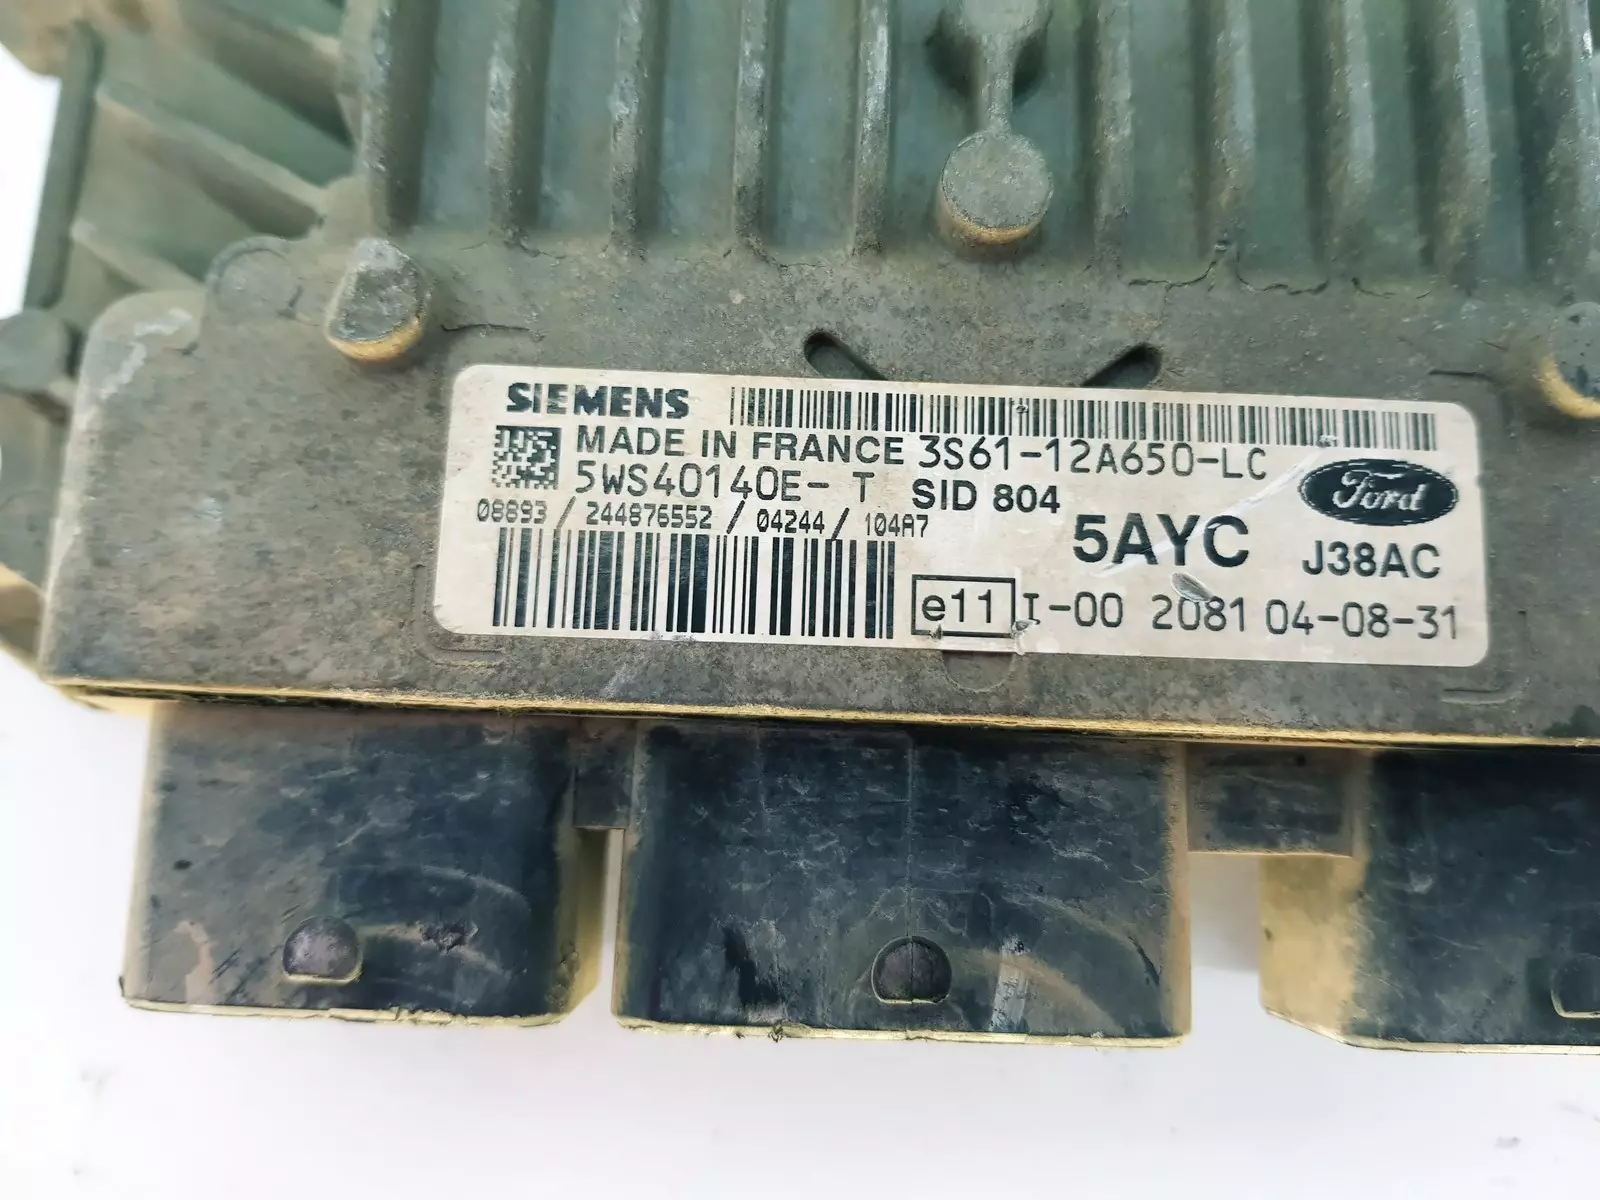 SIEMENS
MADE IN FRANCE 3S61-12A650-LC
5WS40140E- T SID 804
Ford
08893 / 244876552 / 04244 / 104A7
5AYC J38AC
e11 I-00 2081 04-08-31